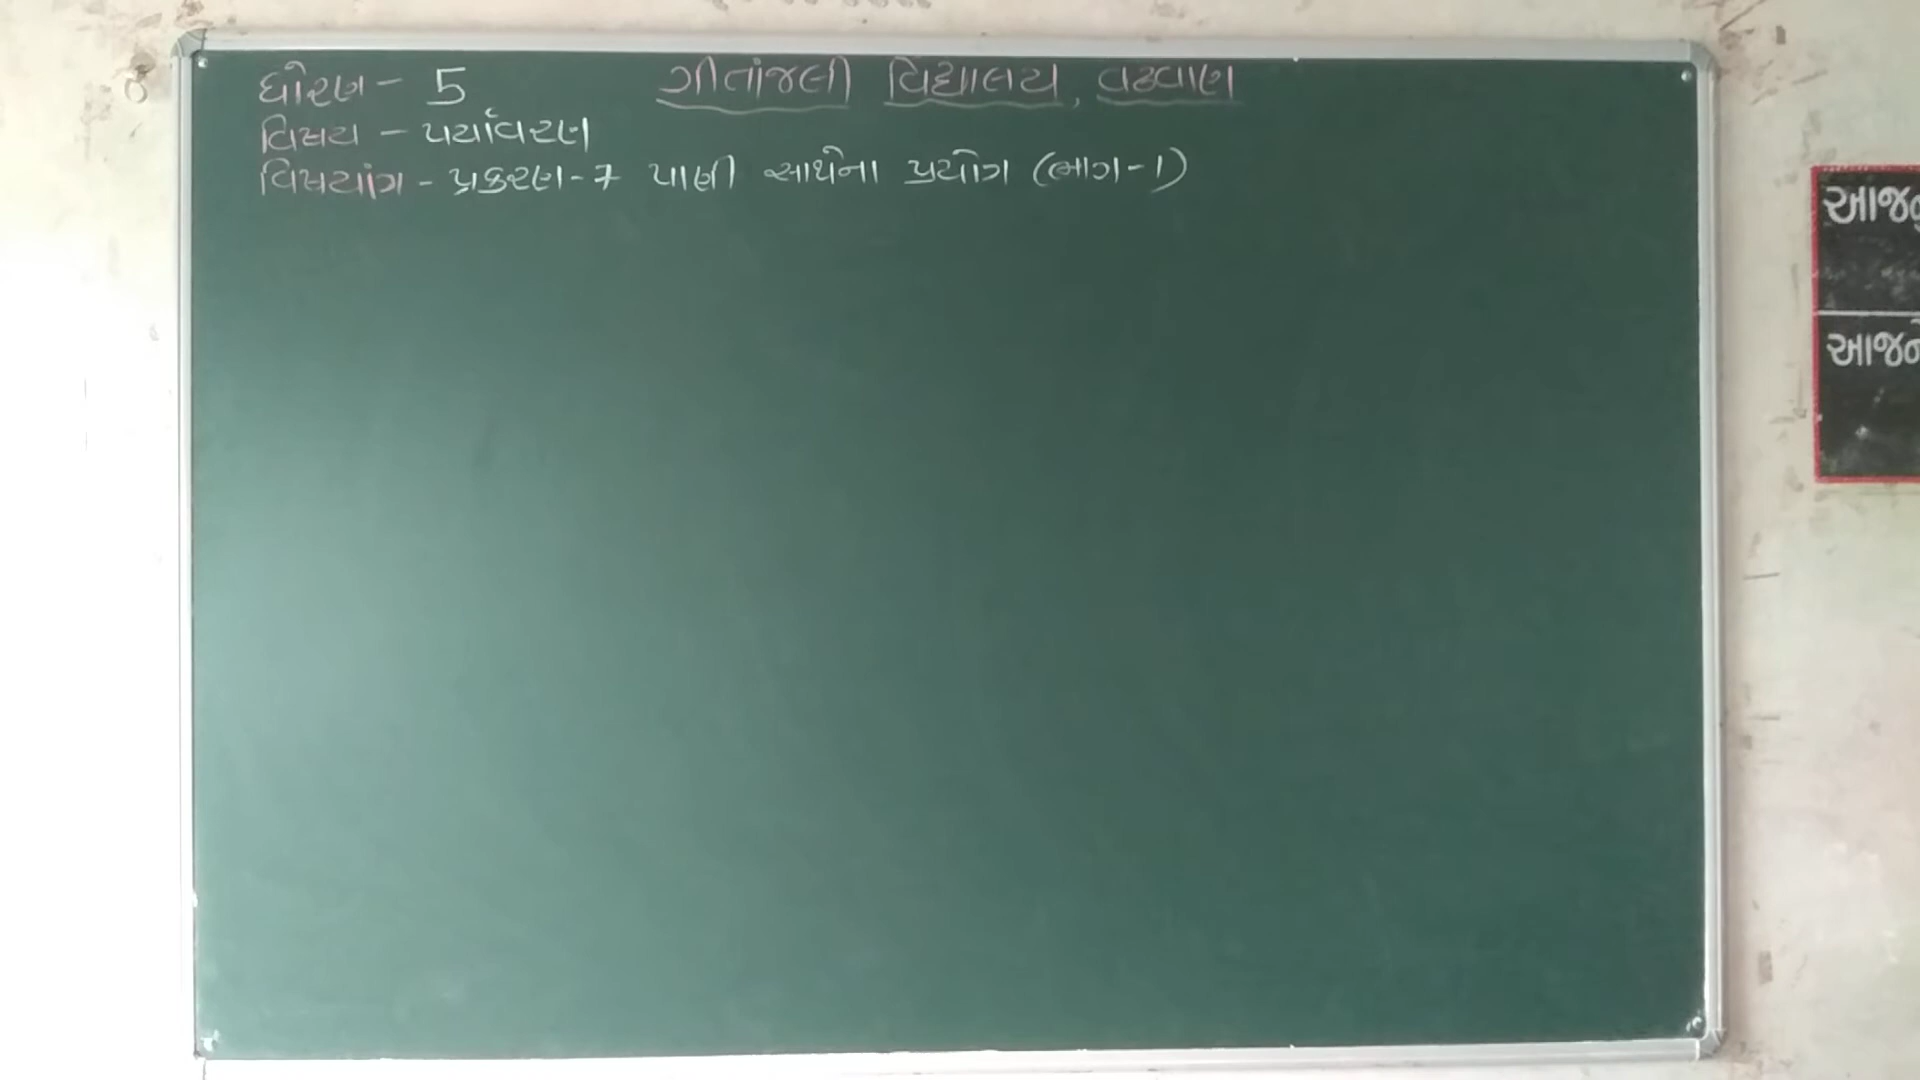 ગીતાંજલી વિદ્યાલય, વઢવાણ
ધોરણ - 5
વિષય - પર્યાવરણ
વિષયાંગ - પ્રકરણ-7 પાણી સાથેના પ્રયોગ (ભાગ-1)